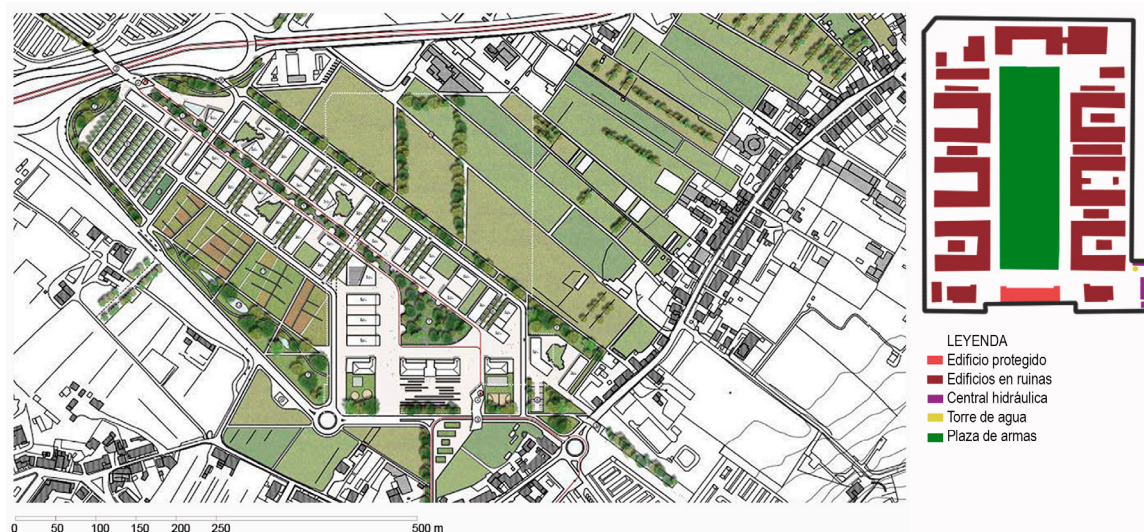 LEYENDA
Edificio protegido
Edificios en ruinas
Central hidráulica
Torre de agua
Plaza de armas
0 50 100 150 200 250 500 m